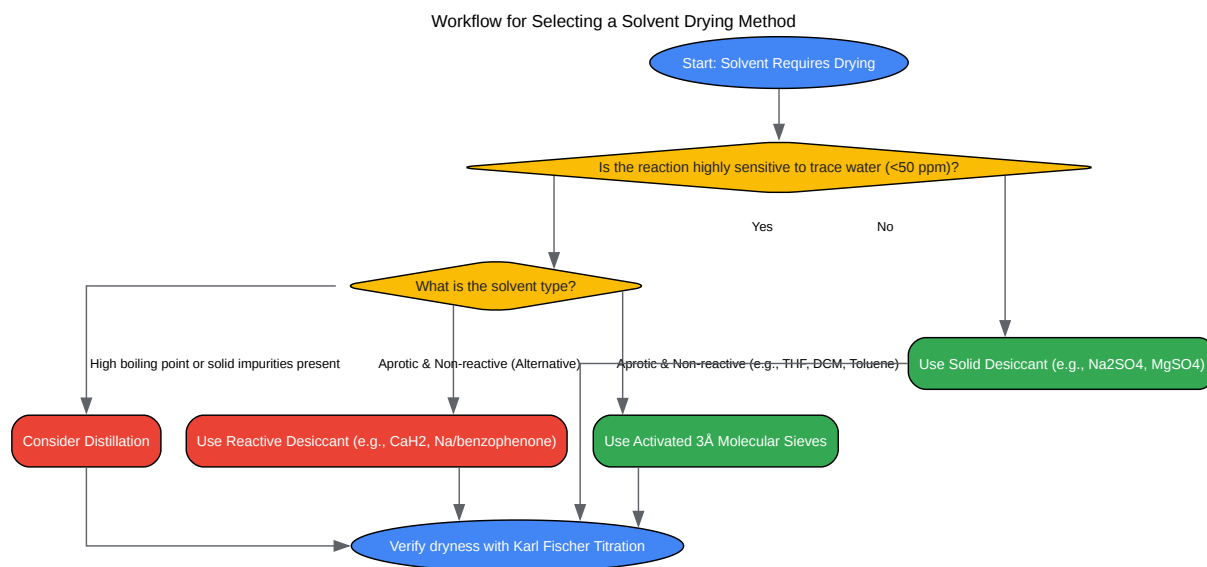 Workflow for Selecting a Solvent Drying Method
Start: Solvent Requires Drying
Is the reaction highly sensitive to trace water (<50 ppm)?
Yes
No
What is the solvent type?
High boiling point or solid impurities present
Aprotic & Non-reactive (Alternative)
Aprotic & Non-reactive (e.g., THF, DCM, Toluene)
Use Solid Desiccant (e.g., Na2SO4, MgSO4)
Consider Distillation
Use Reactive Desiccant (e.g., CaH2, Na/benzophenone)
Use Activated 3Å Molecular Sieves
Verify dryness with Karl Fischer Titration